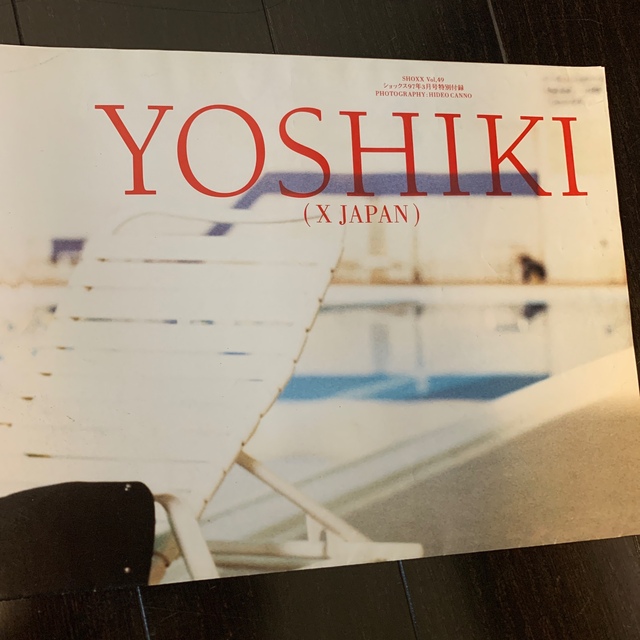 SHOXX Vol.49
ショックス97年3月号特別付録
PHOTOGRAPHY:HIDEO CANNO
YOSHIKI
(X JAPAN)